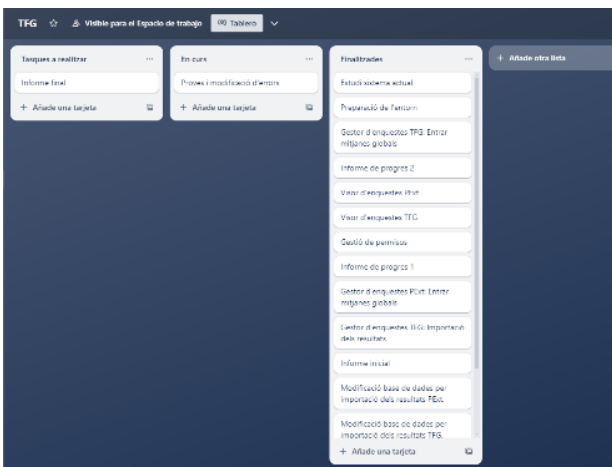 TFG
Visible para el Espacio de trabajo
Tablero
Tasques a realitzar
Informe final
+ Añade una tarjeta
En curs
Proves i modificació d'errors
+ Añade una tarjeta
Finalitzades
Estudi sistema actual
Preparació de l'entorn
Gestor d'enquestes TFG: Entrar
mitjanes globals
Informe de progres 2
Visor d'enquestes PExt
Visor d'enquestes TFG
Gestió de permisos
Informe de progres 1
Gestor d'enquestes PExt: Entrar
mitjanes globals
Gestor d'enquestes TFG: Importació
dels resultats
Informe inicial
Modificació base de dades per
importació dels resultats PExt.
Modificació base de dades per
importació dels resultats TFG.
+ Añade una tarjeta
+ Añade otra lista